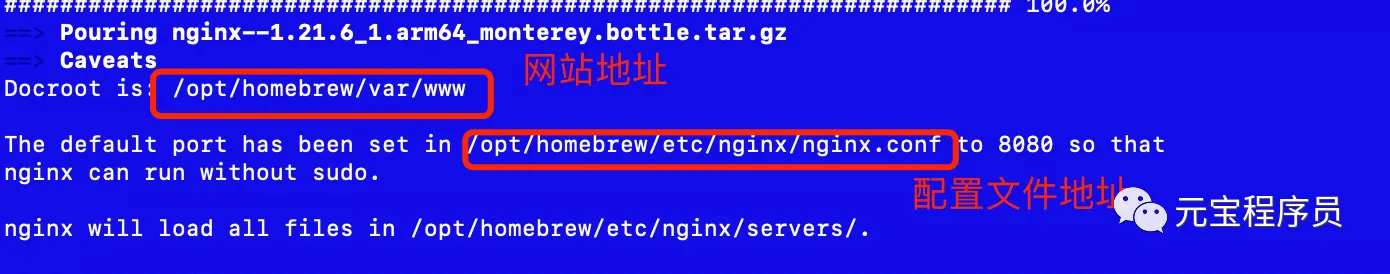 ######################################################################## 100.0%
==> Pouring nginx--1.21.6_1.arm64_monterey.bottle.tar.gz
==> Caveats
网站地址
Docroot is: /opt/homebrew/var/www
The default port has been set in /opt/homebrew/etc/nginx/nginx.conf to 8080 so that
nginx can run without sudo.
配置文件地址
元宝程序员
nginx will load all files in /opt/homebrew/etc/nginx/servers/.